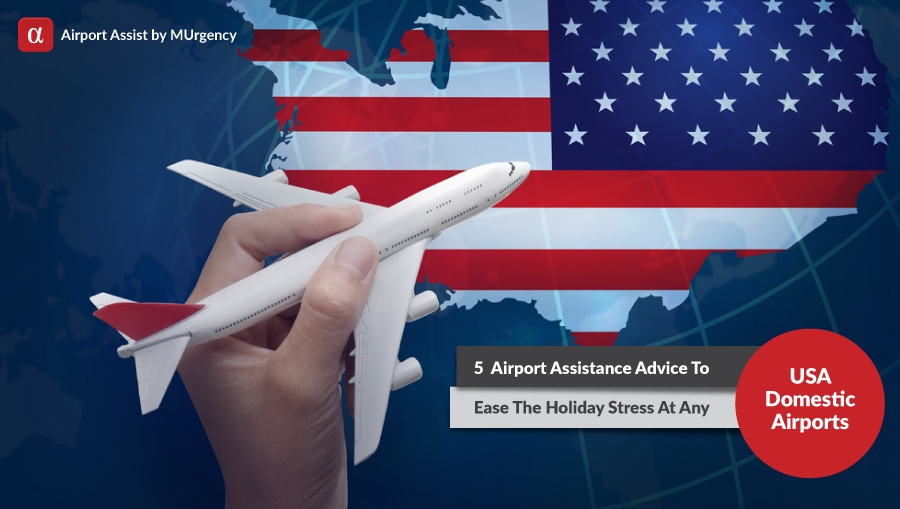 α Airport Assist by MUrgency
5 Airport Assistance Advice To
Ease The Holiday Stress At Any
USA
Domestic
Airports